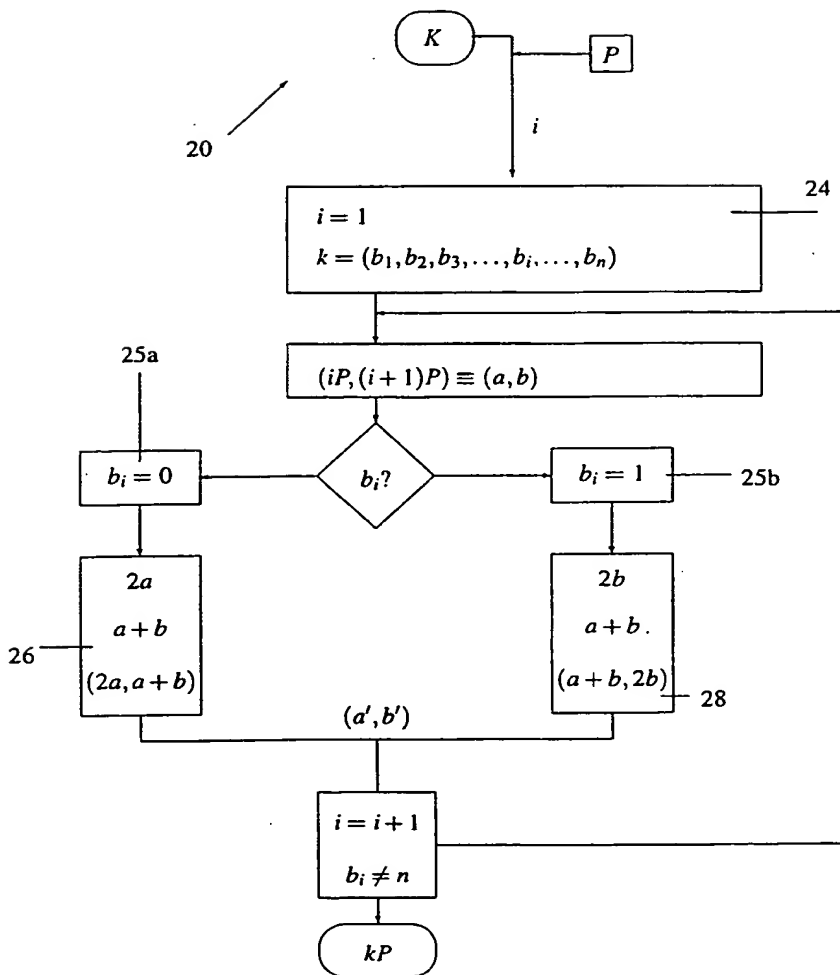 K
P
i
20
24
i = 1
k = (b₁, b₂, b₃, ..., bᵢ, ..., bₙ)
25a
(iP, (i+1)P) ≡ (a, b)
bᵢ = 0
bᵢ?
bᵢ = 1
25b
2a
a + b
(2a, a + b)
26
2b
a + b .
(a + b, 2b)
28
(a′, b′)
i = i + 1
bᵢ ≠ n
kP